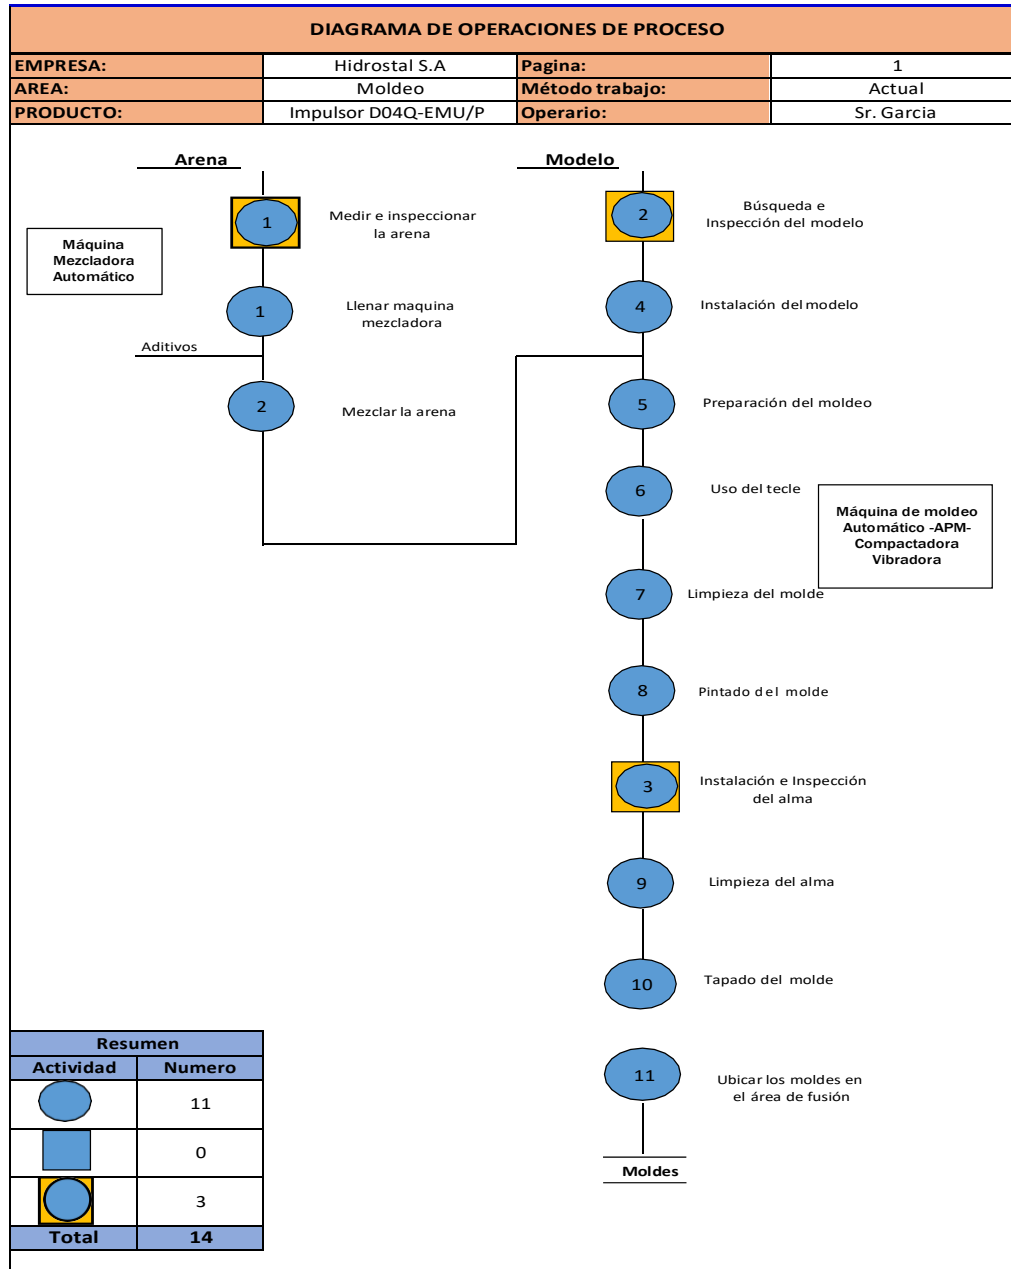 DIAGRAMA DE OPERACIONES DE PROCESO
EMPRESA: Hidrostal S.A Pagina: 1
AREA: Moldeo Método trabajo: Actual
PRODUCTO: Impulsor D04Q-EMU/P Operario: Sr. Garcia
Arena
Modelo
1
Medir e inspeccionar
la arena
2
Búsqueda e
Inspección del modelo
Máquina
Mezcladora
Automático
1
Llenar maquina
mezcladora
4
Instalación del modelo
Aditivos
2
Mezclar la arena
5
Preparación del moldeo
6
Uso del tecle
Máquina de moldeo
Automático -APM-
Compactadora
Vibradora
7
Limpieza del molde
8
Pintado del molde
3
Instalación e Inspección
del alma
9
Limpieza del alma
10
Tapado del molde
11
Ubicar los moldes en
el área de fusión
Moldes
Resumen
Actividad Numero
11
0
3
Total 14